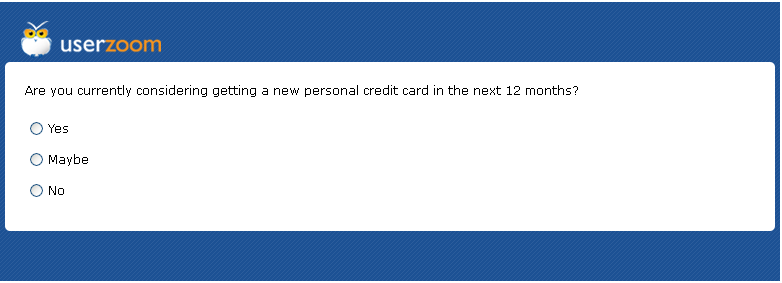 userzoom
Are you currently considering getting a new personal credit card in the next 12 months?
Yes
Maybe
No